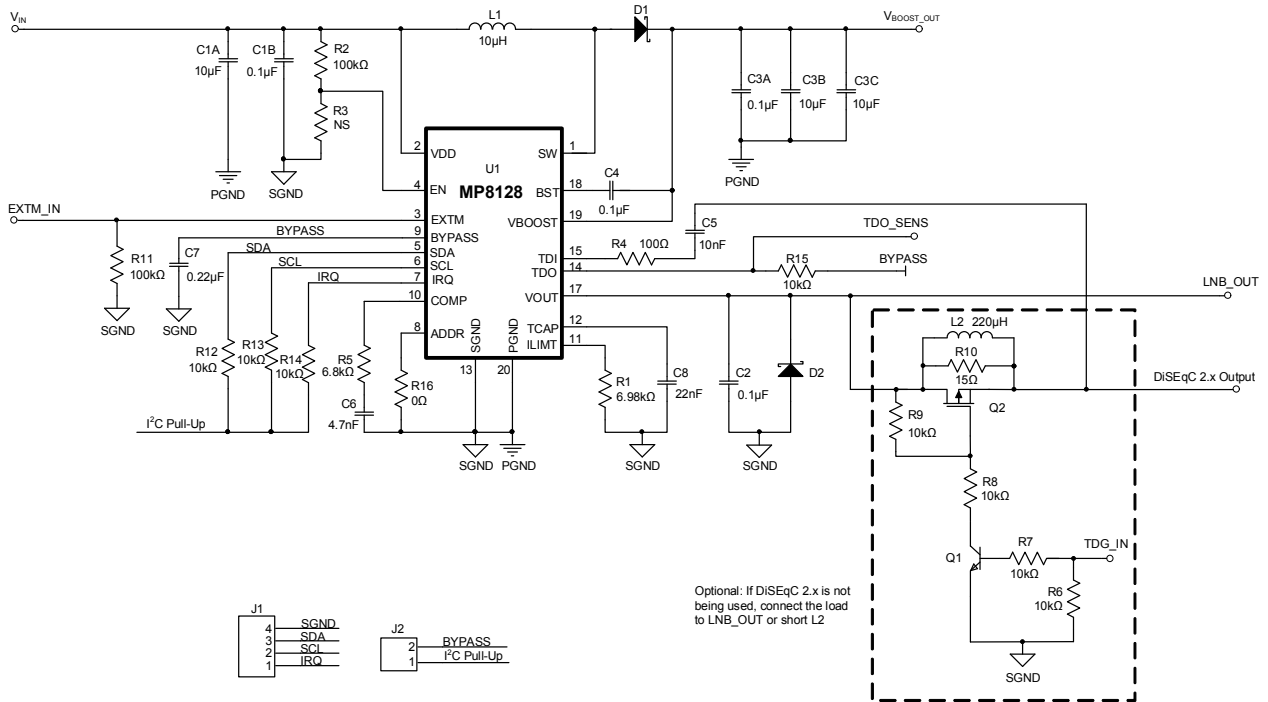 VIN
L1
10µH
D1
VBOOST_OUT
C1A
10µF
C1B
0.1µF
R2
100kΩ
R3
NS
C3A
0.1µF
C3B
10µF
C3C
10µF
PGND
SGND
PGND
2
VDD
4
EN
U1
MP8128
SW
1
BST
18
VBOOST
19
C4
0.1µF
EXTM_IN
3
EXTM
BYPASS
9
BYPASS
SDA
5
SDA
SCL
6
SCL
IRQ
7
IRQ
10
COMP
8
ADDR
SGND
13
PGND
20
TDI
15
TDO
14
VOUT
17
TCAP
12
ILIMT
11
R4 100Ω
C5
10nF
TDO_SENS
R15
10kΩ
BYPASS
LNB_OUT
R11
100kΩ
SGND
C7
0.22µF
SGND
R12
10kΩ
R13
10kΩ
R14
10kΩ
R5
6.8kΩ
C6
4.7nF
R16
0Ω
I2C Pull-Up
SGND
PGND
R1
6.98kΩ
C8
22nF
SGND
C2
0.1µF
D2
SGND
L2 220µH
R10
15Ω
DiSEqC 2.x Output
Q2
R9
10kΩ
R8
10kΩ
Q1
R7
10kΩ
TDG_IN
R6
10kΩ
SGND
Optional: If DiSEqC 2.x is not
being used, connect the load
to LNB_OUT or short L2
J1
4 SGND
3 SDA
2 SCL
1 IRQ
J2
2 BYPASS
1 I2C Pull-Up